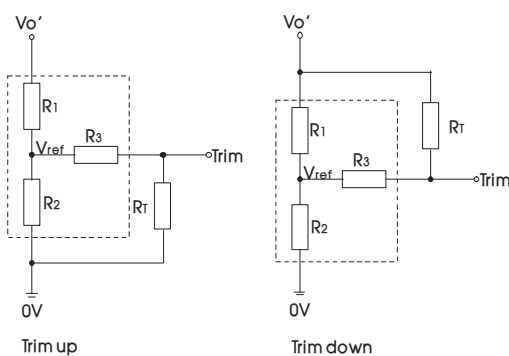 Vo'
R1
Vref
R3
Trim
R2
RT
0V
Trim up
Vo'
R1
RT
Vref
R3
Trim
R2
0V
Trim down